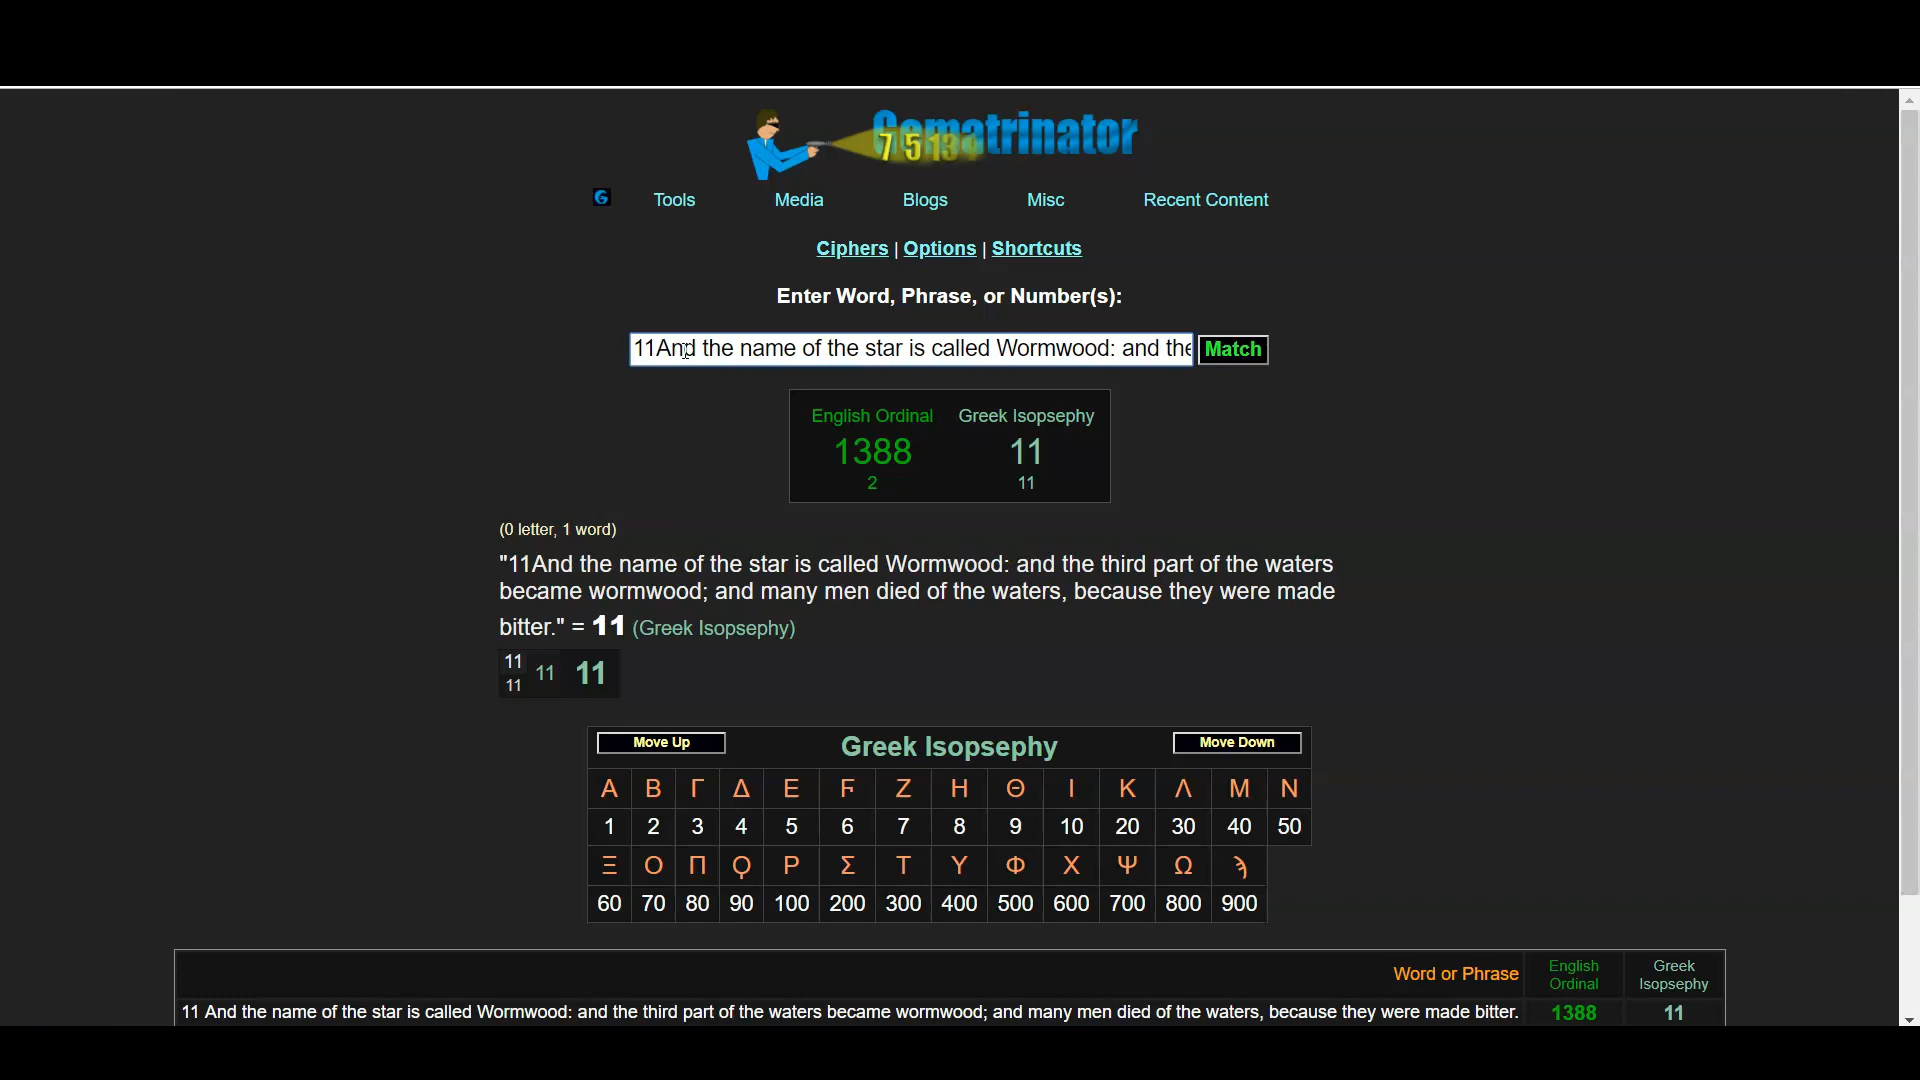 Gematrinator
7 5 134
G Tools Media Blogs Misc Recent Content
Ciphers | Options | Shortcuts
Enter Word, Phrase, or Number(s):
11And the name of the star is called Wormwood: and the Match
English Ordinal Greek Isopsephy
1388 11
2 11
(0 letter, 1 word)
"11And the name of the star is called Wormwood: and the third part of the waters
became wormwood; and many men died of the waters, because they were made
bitter." = 11 (Greek Isopsephy)
11 11 11
11
Move Up Greek Isopsephy Move Down
Α Β Γ Δ Ε Ϝ Ζ Η Θ Ι Κ Λ Μ Ν
1 2 3 4 5 6 7 8 9 10 20 30 40 50
Ξ Ο Π Ϙ Ρ Σ Τ Υ Φ Χ Ψ Ω ϡ
60 70 80 90 100 200 300 400 500 600 700 800 900
Word or Phrase English Ordinal Greek Isopsephy
11 And the name of the star is called Wormwood: and the third part of the waters became wormwood; and many men died of the waters, because they were made bitter. 1388 11